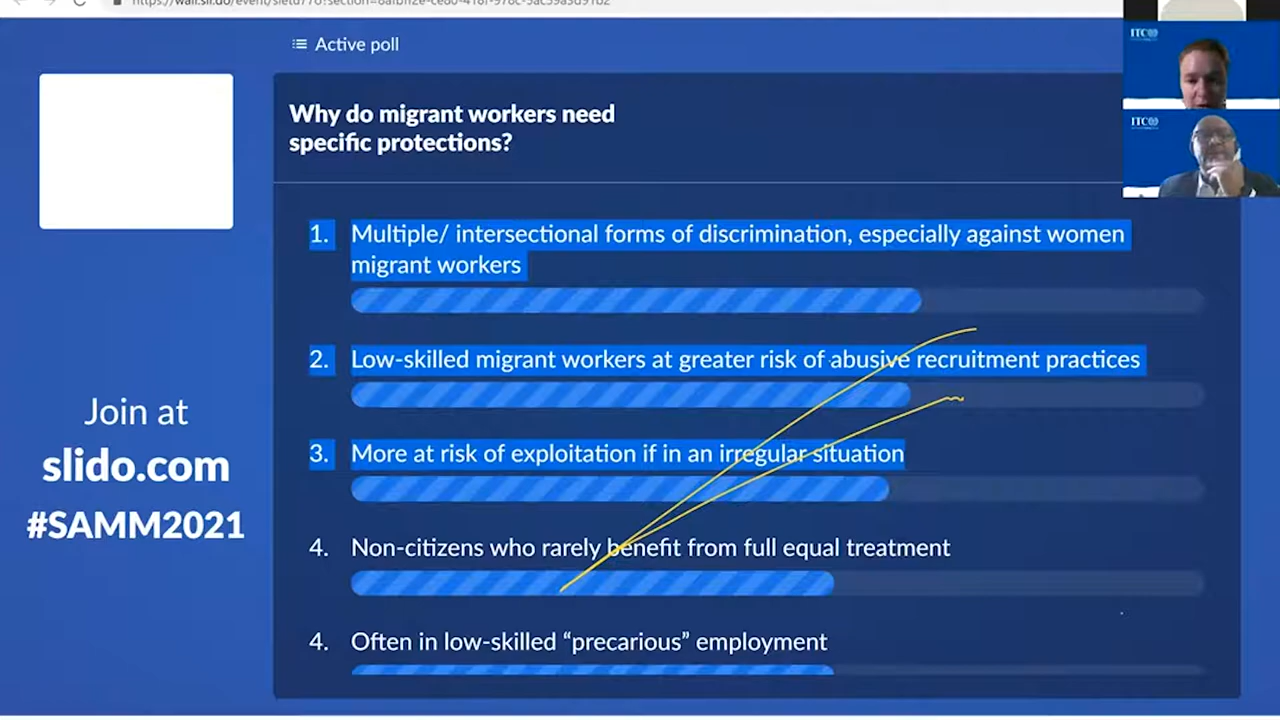 Active poll
Why do migrant workers need
specific protections?
1. Multiple/ intersectional forms of discrimination, especially against women
migrant workers
2. Low-skilled migrant workers at greater risk of abusive recruitment practices
3. More at risk of exploitation if in an irregular situation
4. Non-citizens who rarely benefit from full equal treatment
4. Often in low-skilled “precarious” employment
Join at
slido.com
#SAMM2021
ITC
ITC